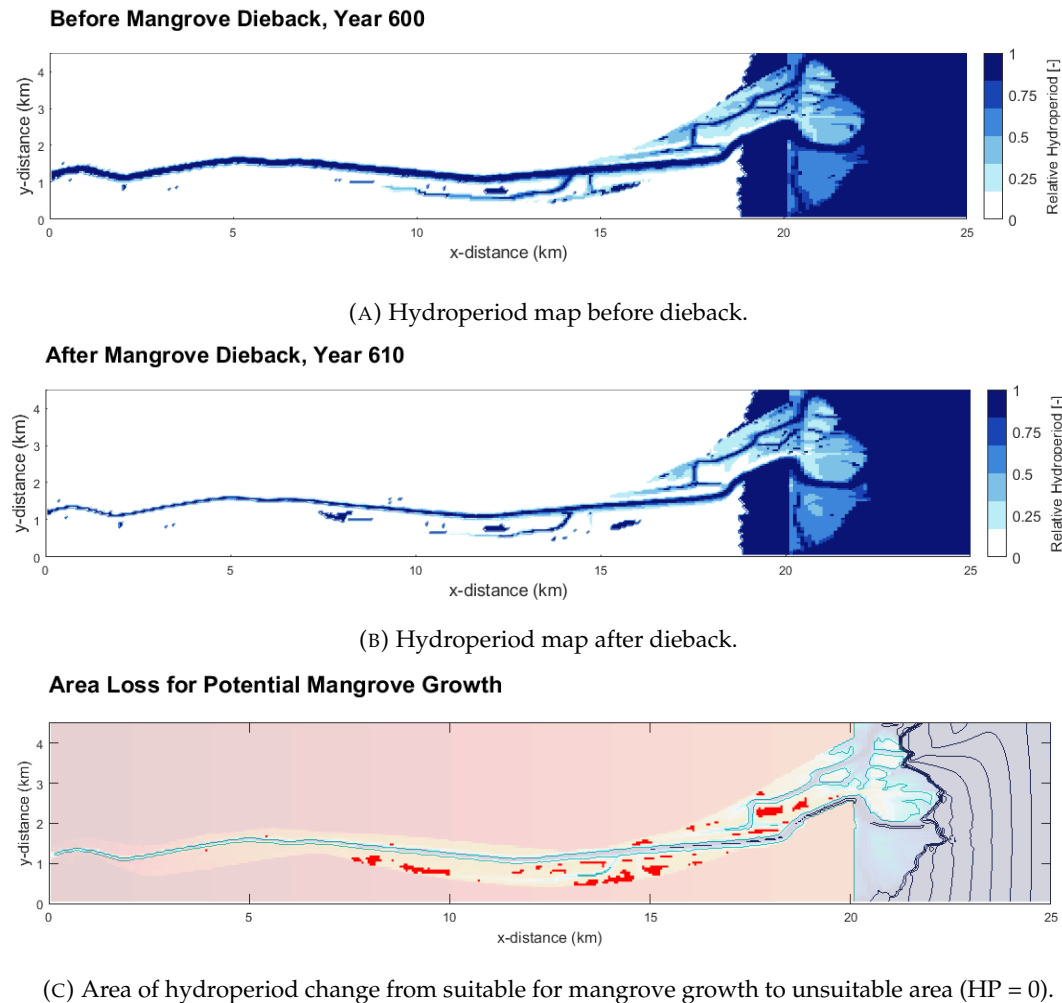 Before Mangrove Dieback, Year 600
y-distance (km)
4
3
2
1
0
0 5 10 15 20 25
x-distance (km)
1
0.75
0.5
0.25
0
Relative Hydroperiod [-]
(A) Hydroperiod map before dieback.
After Mangrove Dieback, Year 610
y-distance (km)
4
3
2
1
0
0 5 10 15 20 25
x-distance (km)
1
0.75
0.5
0.25
0
Relative Hydroperiod [-]
(B) Hydroperiod map after dieback.
Area Loss for Potential Mangrove Growth
y-distance (km)
4
3
2
1
0
0 5 10 15 20 25
x-distance (km)
(C) Area of hydroperiod change from suitable for mangrove growth to unsuitable area (HP = 0).